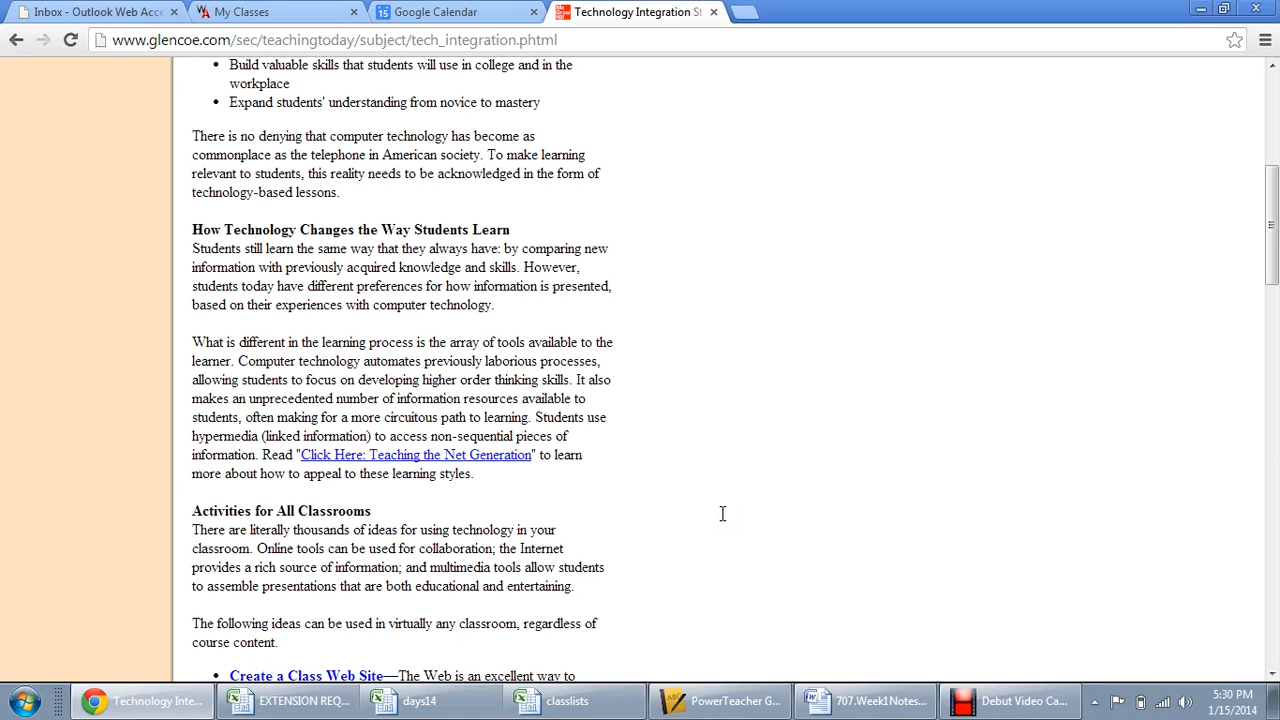 Inbox - Outlook Web Acce
My Classes
Google Calendar
Technology Integration St
www.glencoe.com/sec/teachingtoday/subject/tech_integration.phtml
• Build valuable skills that students will use in college and in the
workplace
• Expand students' understanding from novice to mastery
There is no denying that computer technology has become as
commonplace as the telephone in American society. To make learning
relevant to students, this reality needs to be acknowledged in the form of
technology-based lessons.
How Technology Changes the Way Students Learn
Students still learn the same way that they always have: by comparing new
information with previously acquired knowledge and skills. However,
students today have different preferences for how information is presented,
based on their experiences with computer technology.
What is different in the learning process is the array of tools available to the
learner. Computer technology automates previously laborious processes,
allowing students to focus on developing higher order thinking skills. It also
makes an unprecedented number of information resources available to
students, often making for a more circuitous path to learning. Students use
hypermedia (linked information) to access non-sequential pieces of
information. Read "Click Here: Teaching the Net Generation" to learn
more about how to appeal to these learning styles.
Activities for All Classrooms
There are literally thousands of ideas for using technology in your
classroom. Online tools can be used for collaboration; the Internet
provides a rich source of information; and multimedia tools allow students
to assemble presentations that are both educational and entertaining.
The following ideas can be used in virtually any classroom, regardless of
course content.
• Create a Class Web Site—The Web is an excellent way to
Technology Inte...
EXTENSION REQ...
days14
classlists
PowerTeacher G...
707.Week1Notes...
Debut Video Ca...
5:30 PM
1/15/2014